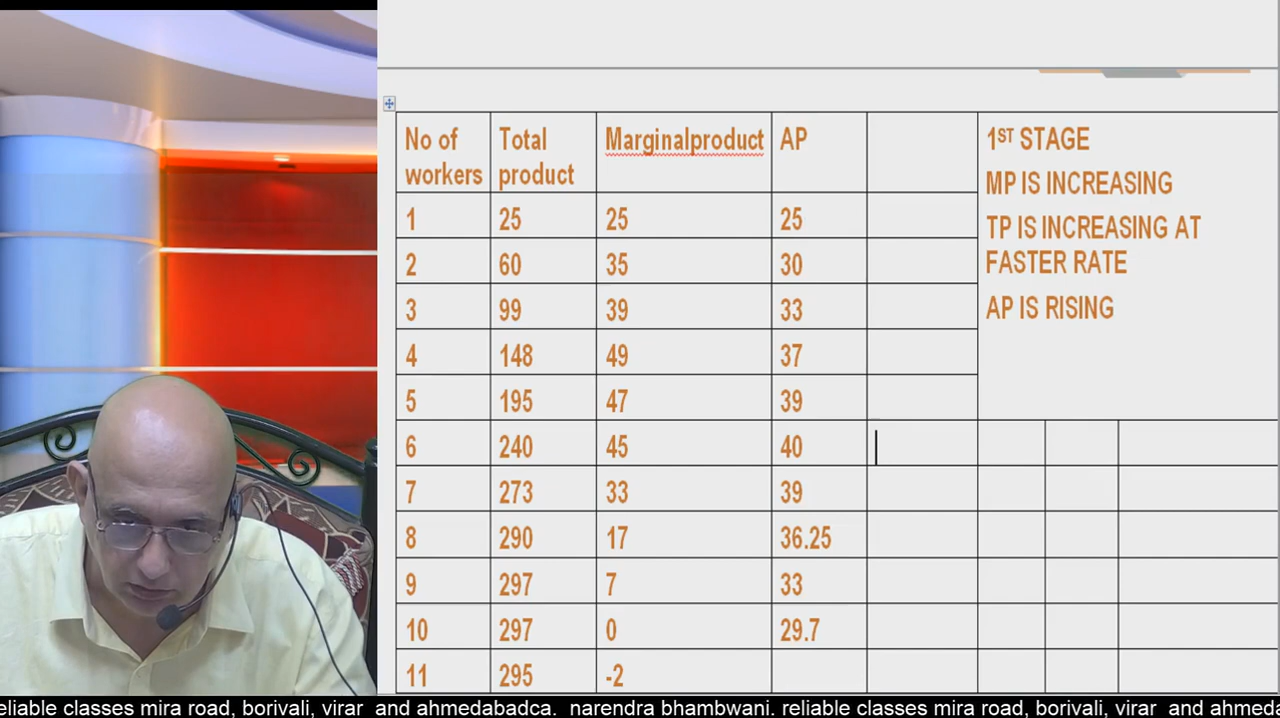 No of workers Total product Marginalproduct AP
1 25 25 25
2 60 35 30
3 99 39 33
4 148 49 37
5 195 47 39
6 240 45 40
7 273 33 39
8 290 17 36.25
9 297 7 33
10 297 0 29.7
11 295 -2
1ST STAGE
MP IS INCREASING
TP IS INCREASING AT
FASTER RATE
AP IS RISING
eliable classes mira road, borivali, virar and ahmedabadca. narendra bhambwani. reliable classes mira road, borivali, virar and ahmeda